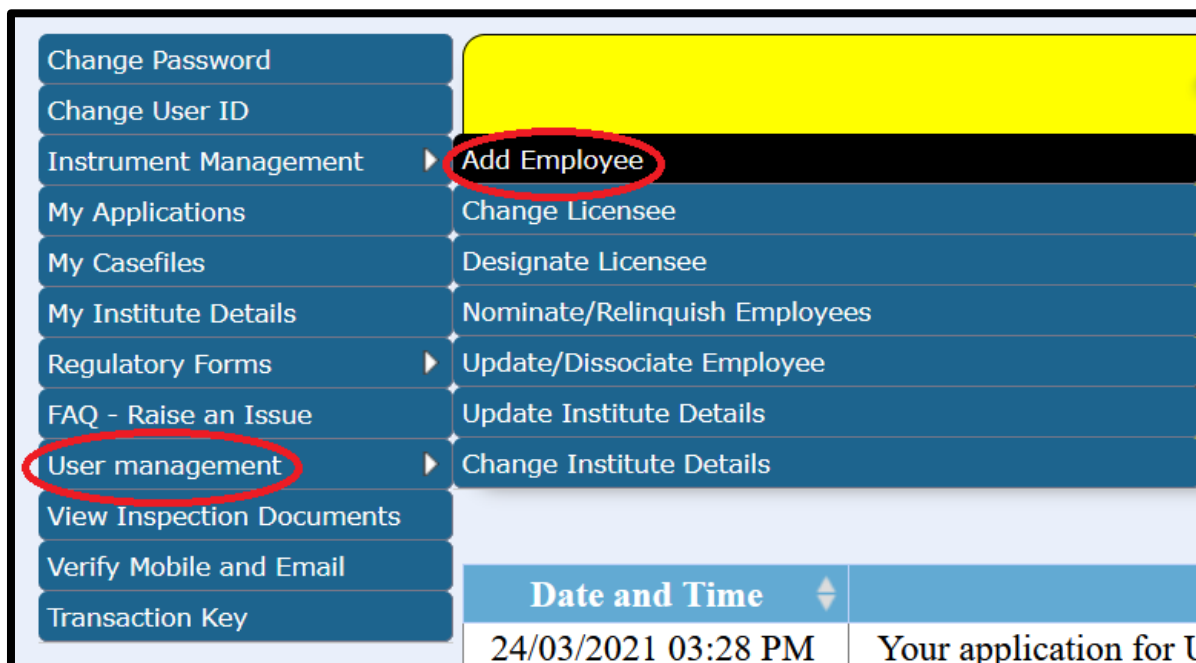 Change Password
Change User ID
Instrument Management
My Applications
My Casefiles
My Institute Details
Regulatory Forms
FAQ - Raise an Issue
User management
View Inspection Documents
Verify Mobile and Email
Transaction Key
Add Employee
Change Licensee
Designate Licensee
Nominate/Relinquish Employees
Update/Dissociate Employee
Update Institute Details
Change Institute Details
Date and Time
24/03/2021 03:28 PM Your application for U